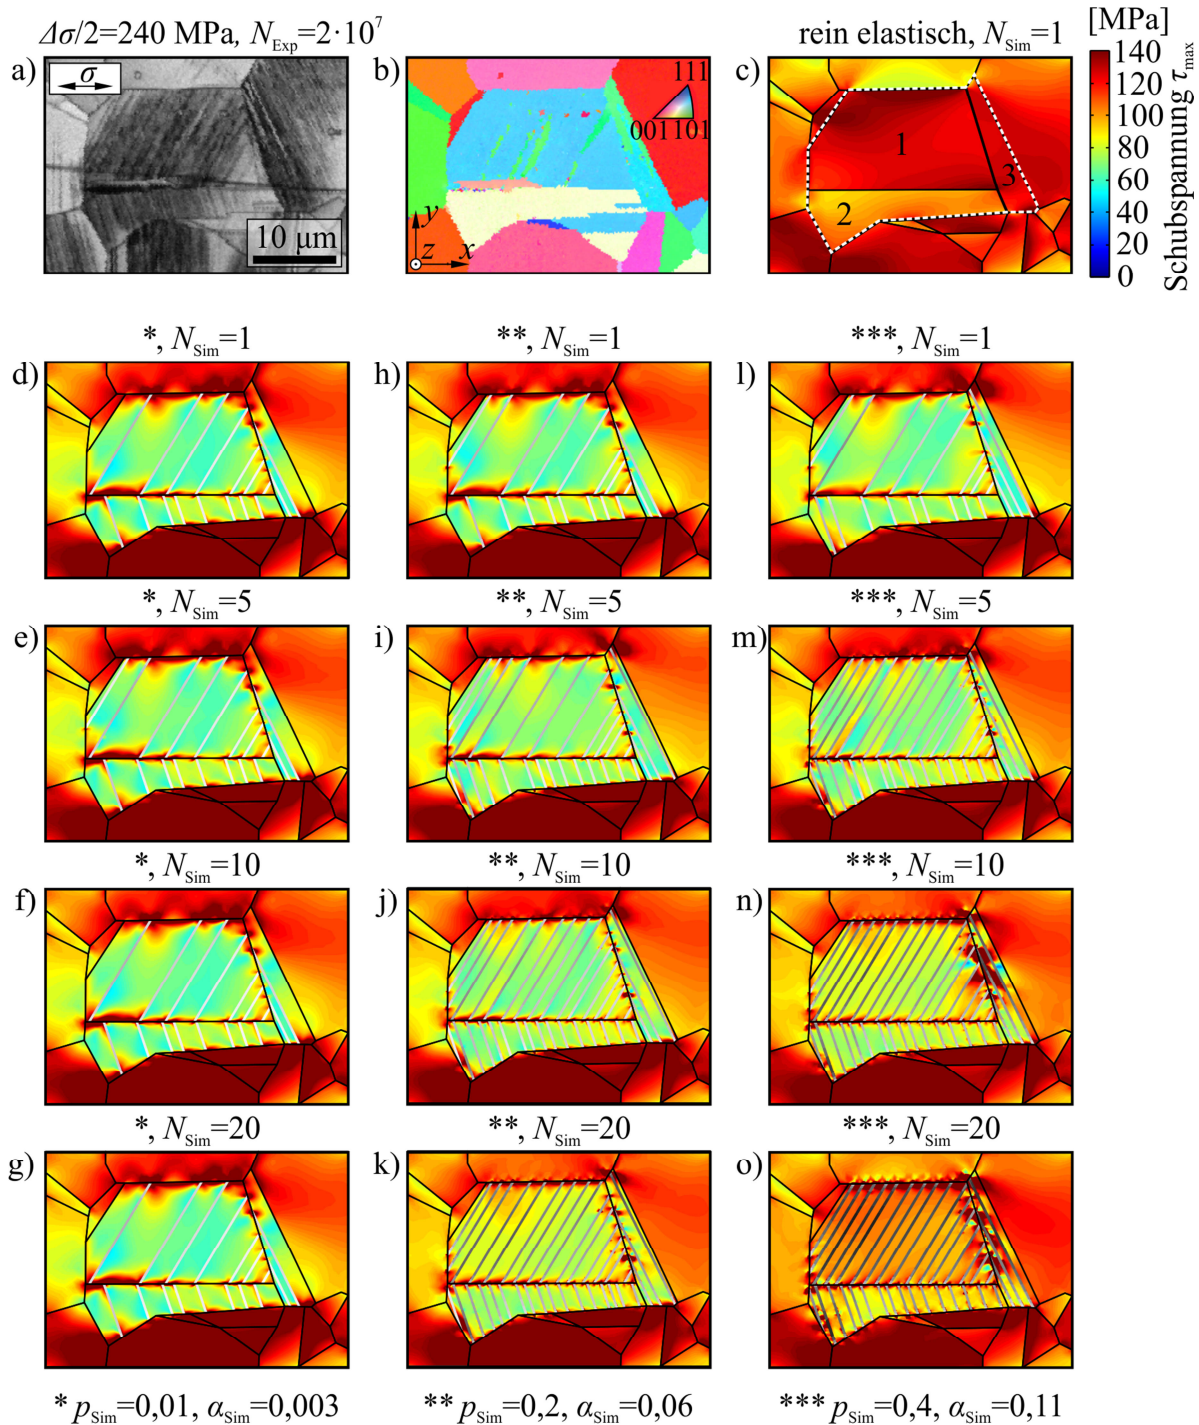 Δσ/2=240 MPa, N_Exp=2·10⁷
rein elastisch, N_Sim=1
[MPa]
a)
σ
10 µm
b)
111
001 101
y
z
x
c)
1
2
3
140
120
100
80
60
40
20
0
Schubspannung τ_max
*, N_Sim=1
**, N_Sim=1
***, N_Sim=1
d)
h)
l)
*, N_Sim=5
**, N_Sim=5
***, N_Sim=5
e)
i)
m)
*, N_Sim=10
**, N_Sim=10
***, N_Sim=10
f)
j)
n)
*, N_Sim=20
**, N_Sim=20
***, N_Sim=20
g)
k)
o)
* p_Sim=0,01, α_Sim=0,003
** p_Sim=0,2, α_Sim=0,06
*** p_Sim=0,4, α_Sim=0,11